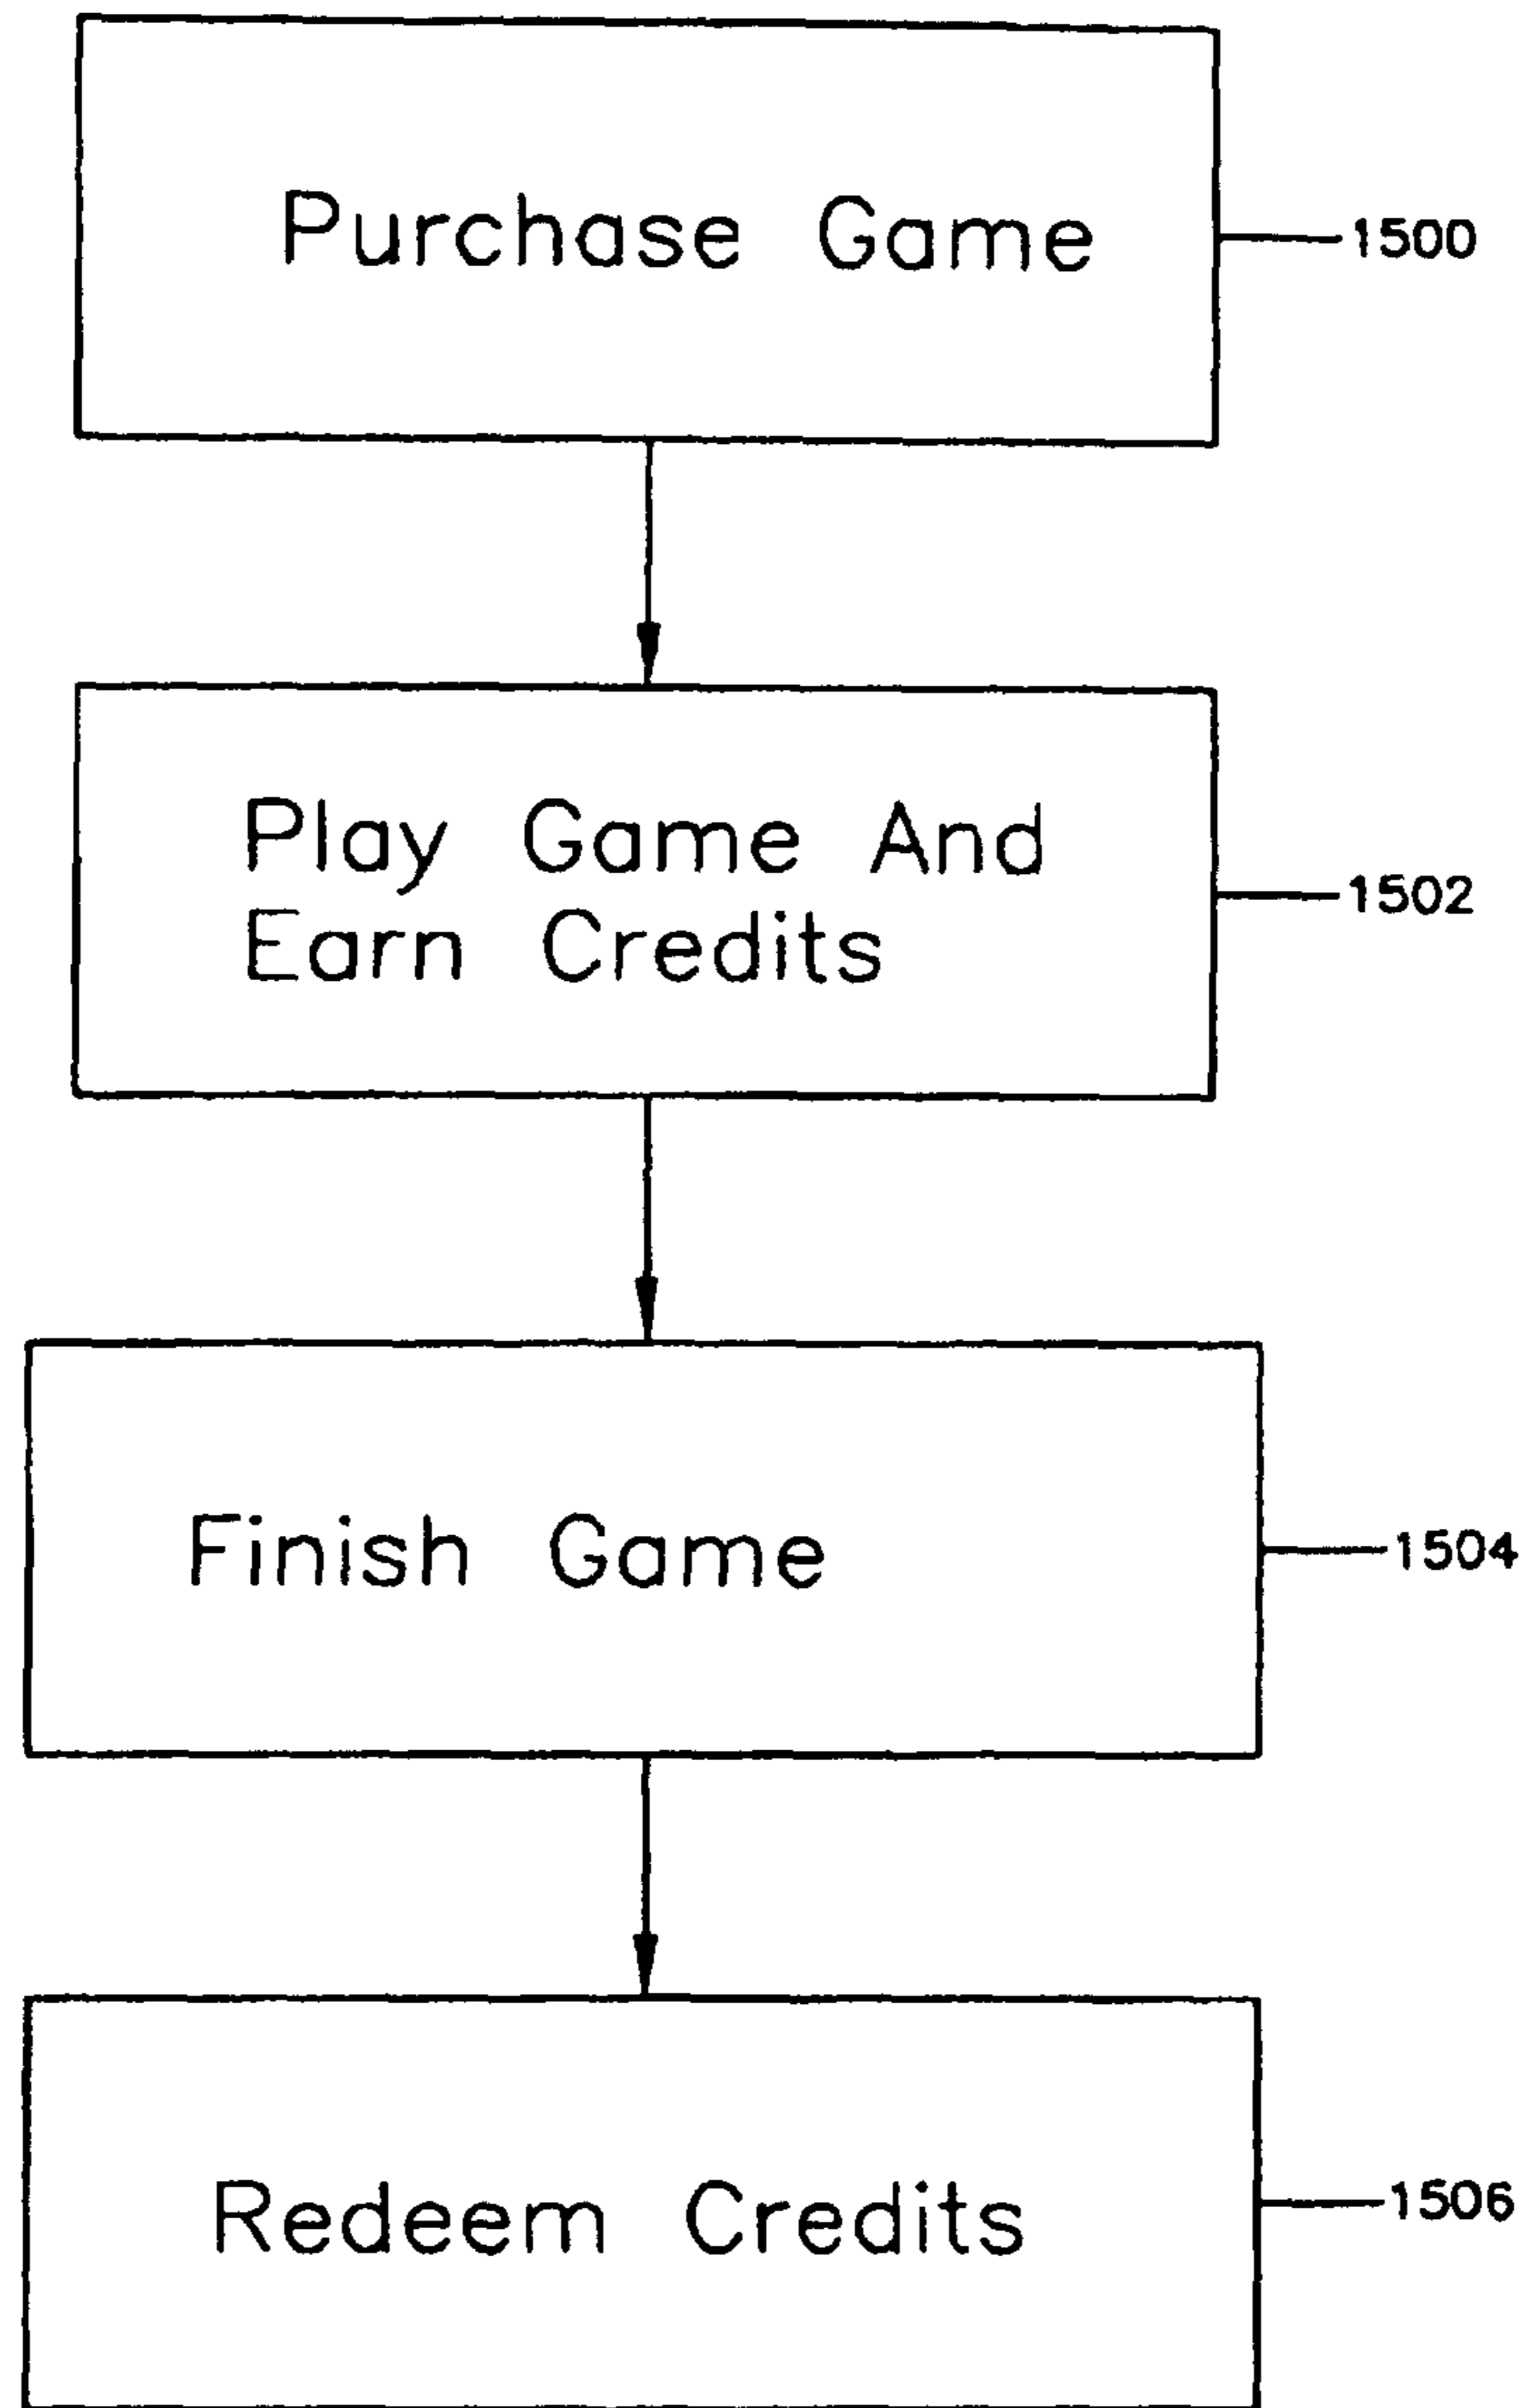 Purchase Game
1500
Play Game And
Earn Credits
1502
Finish Game
1504
Redeem Credits
1506